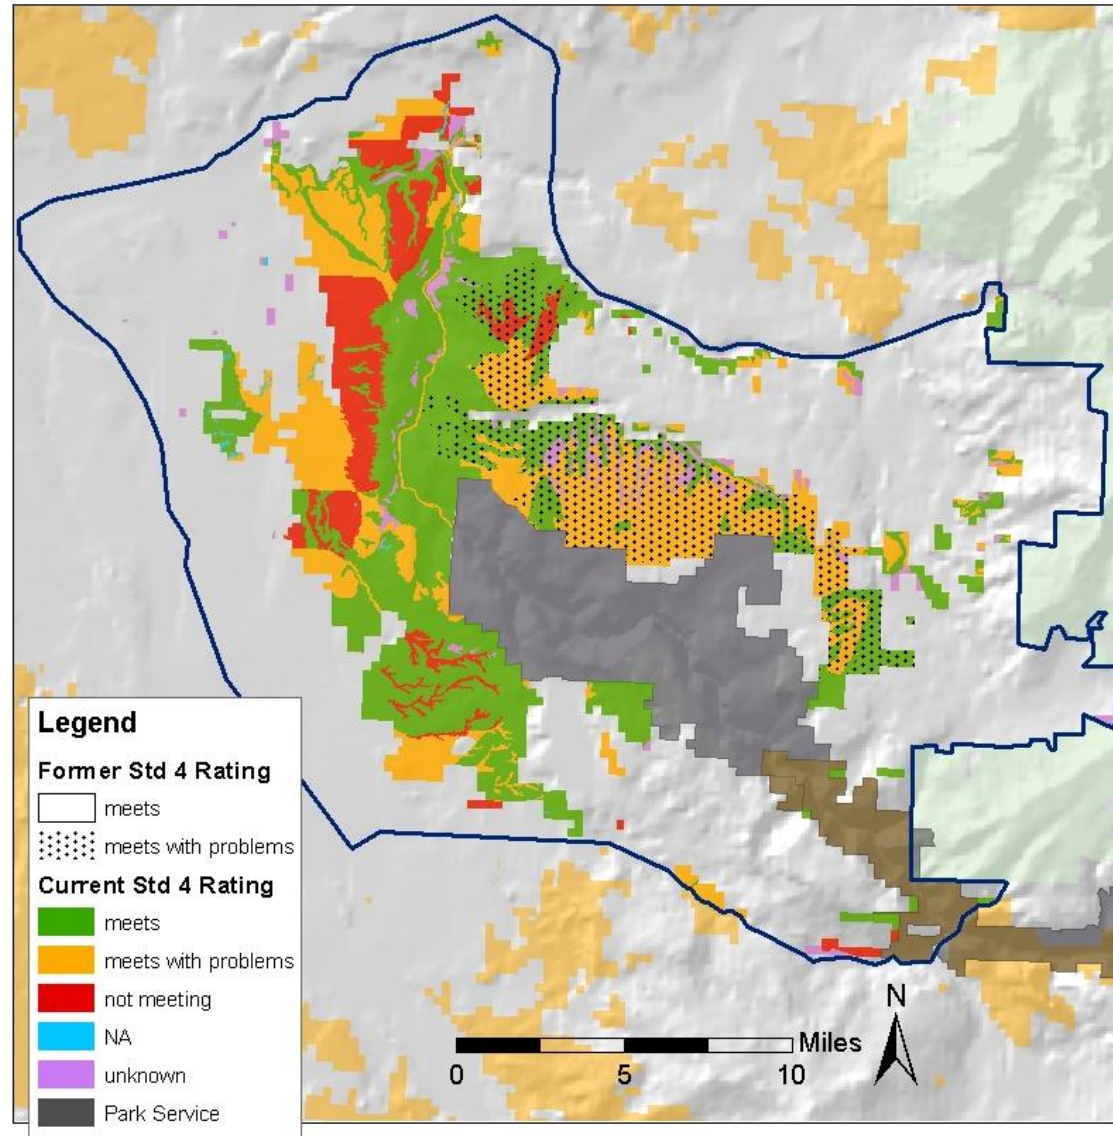 Legend
Former Std 4 Rating
meets
meets with problems
Current Std 4 Rating
meets
meets with problems
not meeting
NA
unknown
Park Service
N
Miles
0 5 10